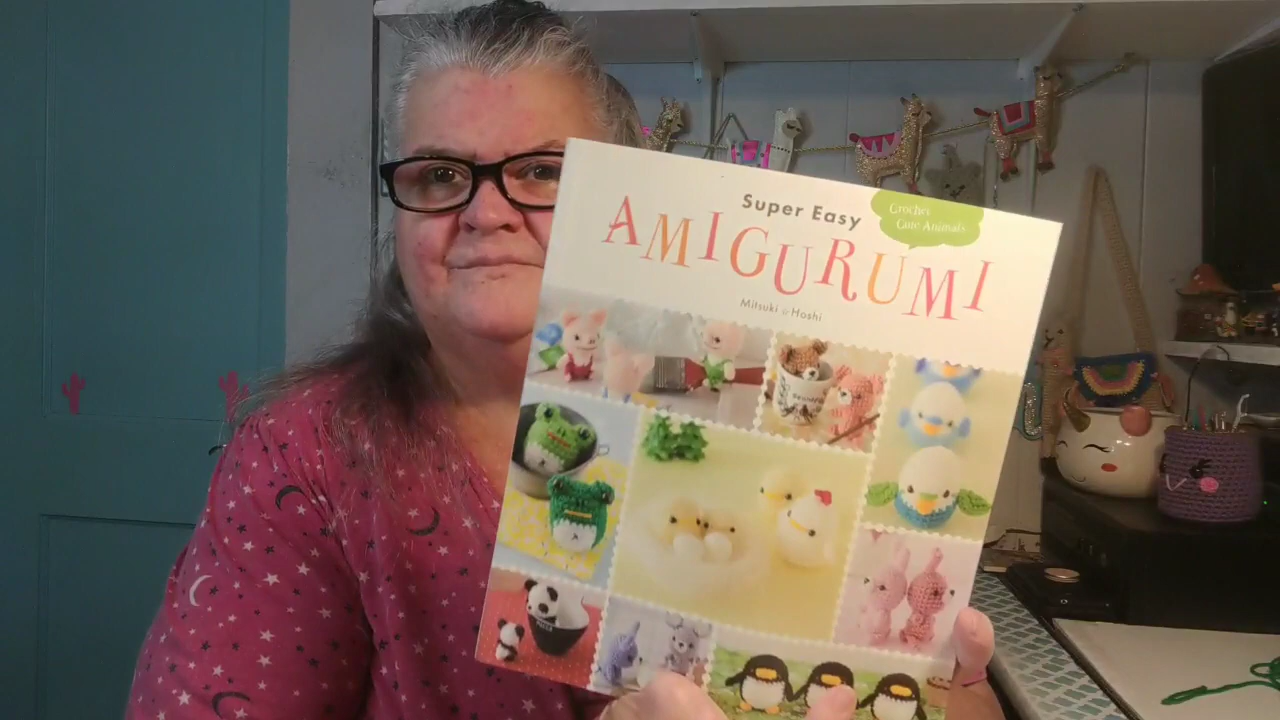 Super Easy
Crochet
Cute Animals
AMIGURUMI
Mitsuki ☆ Hoshi